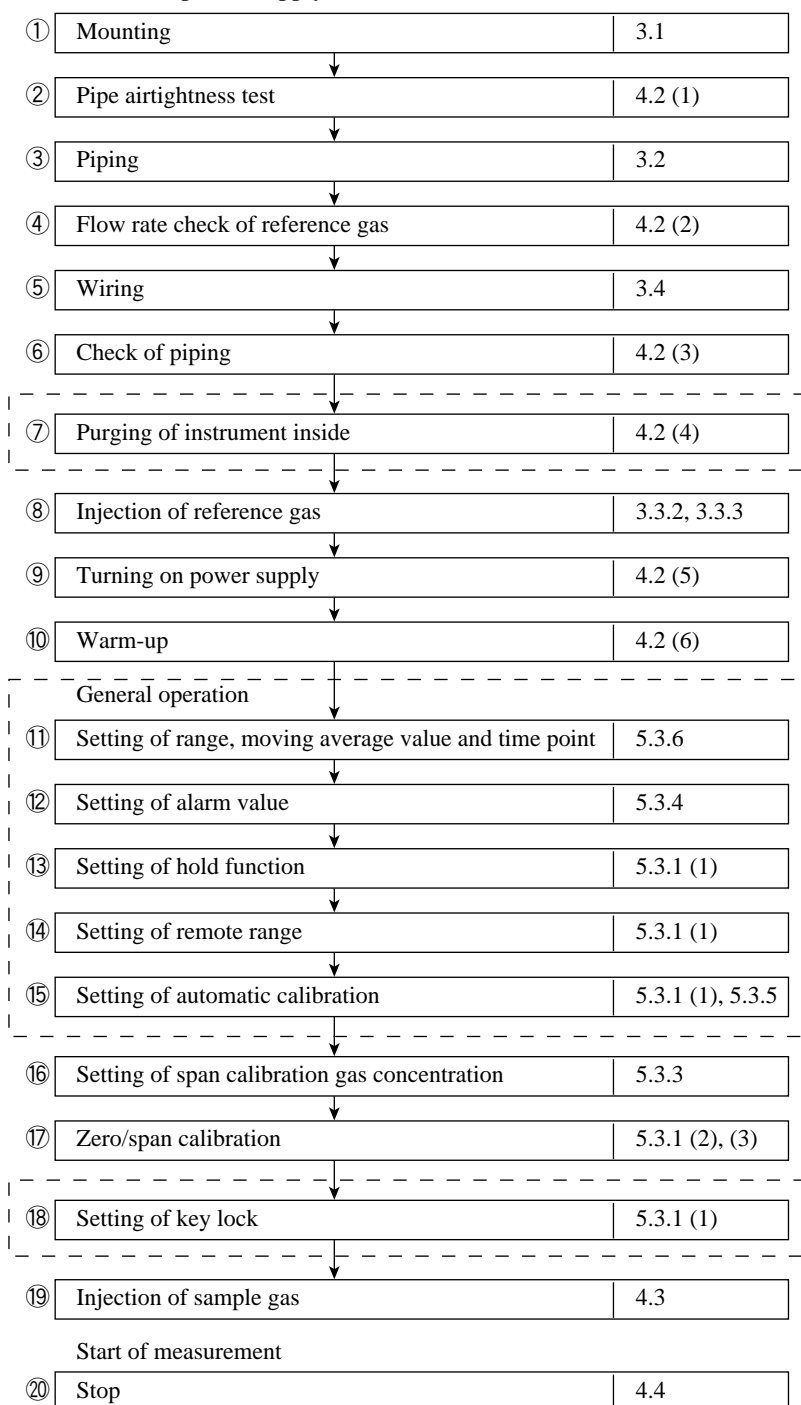 ① Mounting 3.1
② Pipe airtightness test 4.2 (1)
③ Piping 3.2
④ Flow rate check of reference gas 4.2 (2)
⑤ Wiring 3.4
⑥ Check of piping 4.2 (3)
⑦ Purging of instrument inside 4.2 (4)
⑧ Injection of reference gas 3.3.2, 3.3.3
⑨ Turning on power supply 4.2 (5)
⑩ Warm-up 4.2 (6)
General operation
⑪ Setting of range, moving average value and time point 5.3.6
⑫ Setting of alarm value 5.3.4
⑬ Setting of hold function 5.3.1 (1)
⑭ Setting of remote range 5.3.1 (1)
⑮ Setting of automatic calibration 5.3.1 (1), 5.3.5
⑯ Setting of span calibration gas concentration 5.3.3
⑰ Zero/span calibration 5.3.1 (2), (3)
⑱ Setting of key lock 5.3.1 (1)
⑲ Injection of sample gas 4.3
Start of measurement
⑳ Stop 4.4